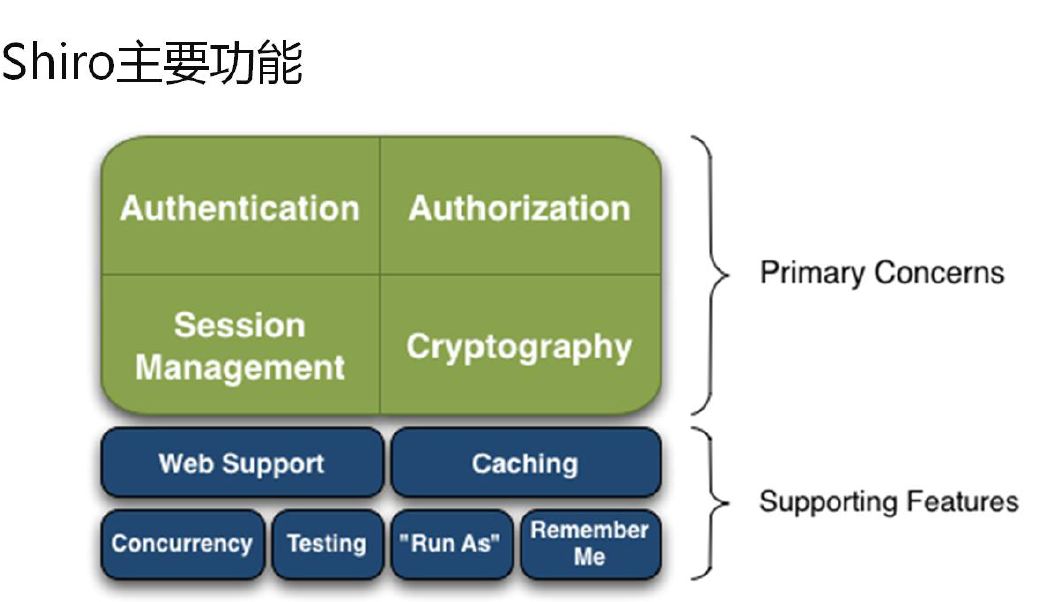 Shiro主要功能
Authentication
Authorization
Session
Management
Cryptography
Primary Concerns
Web Support
Caching
Concurrency
Testing
"Run As"
Remember
Me
Supporting Features